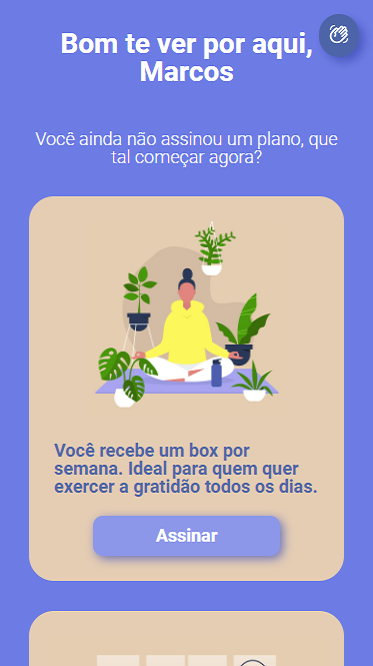 Bom te ver por aqui,
Marcos
Você ainda não assinou um plano, que
tal começar agora?
Você recebe um box por
semana. Ideal para quem quer
exercer a gratidão todos os dias.
Assinar